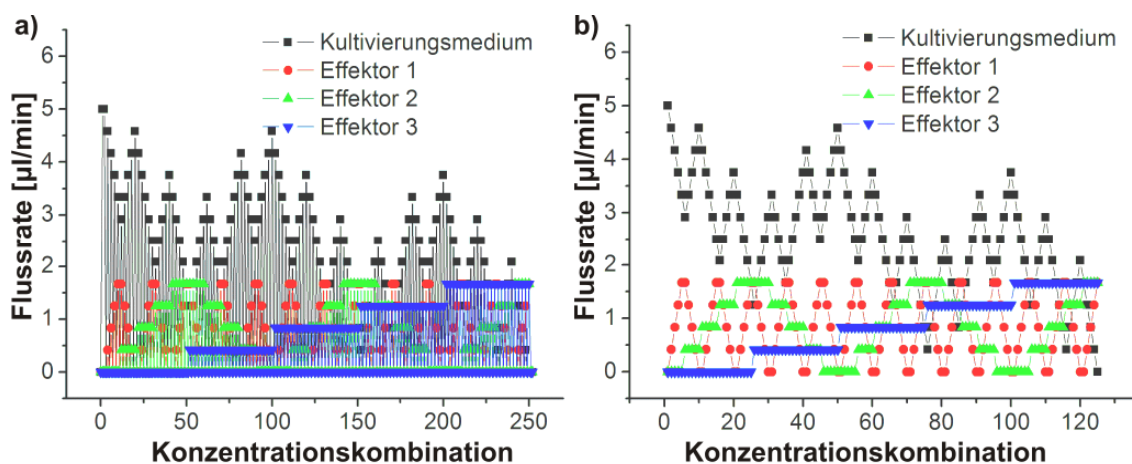 a)
Flussrate [µl/min]
6
5
4
3
2
1
0
Kultivierungsmedium
Effektor 1
Effektor 2
Effektor 3
0 50 100 150 200 250
Konzentrationskombination
b)
Flussrate [µl/min]
6
5
4
3
2
1
0
Kultivierungsmedium
Effektor 1
Effektor 2
Effektor 3
0 20 40 60 80 100 120
Konzentrationskombination